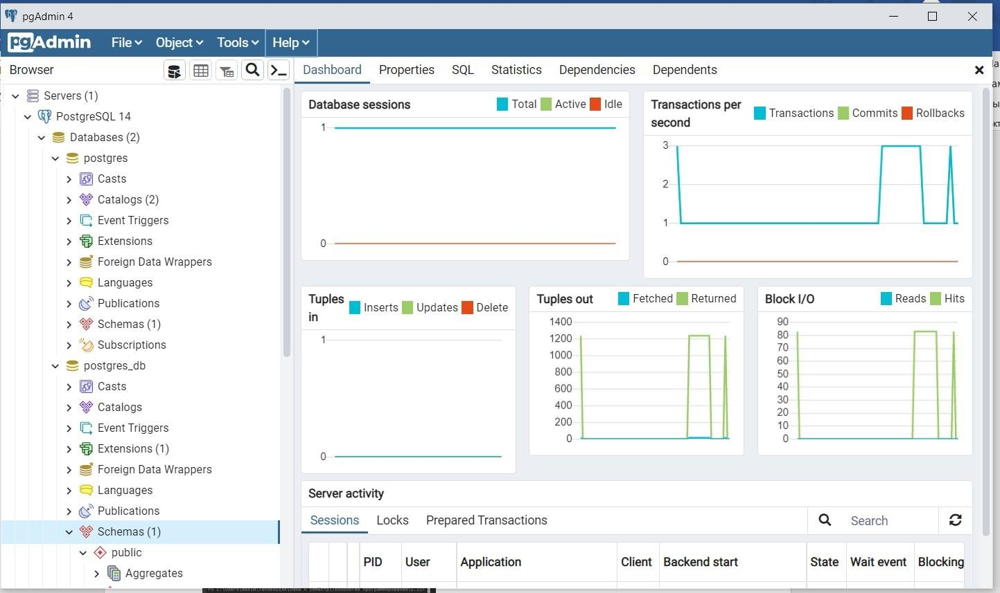 pgAdmin 4
pgAdmin File Object Tools Help
Browser
Dashboard Properties SQL Statistics Dependencies Dependents
Servers (1)
PostgreSQL 14
Databases (2)
postgres
Casts
Catalogs (2)
Event Triggers
Extensions
Foreign Data Wrappers
Languages
Publications
Schemas (1)
Subscriptions
postgres_db
Casts
Catalogs
Event Triggers
Extensions (1)
Foreign Data Wrappers
Languages
Publications
Schemas (1)
public
Aggregates
Database sessions
Total Active Idle
1
0
Transactions per
second
Transactions Commits Rollbacks
3
2
1
0
Tuples
in
Inserts Updates Delete
1
0
Tuples out
Fetched Returned
1400
1200
1000
800
600
400
200
0
Block I/O
Reads Hits
90
80
70
60
50
40
30
20
10
0
Server activity
Sessions Locks Prepared Transactions
Search
PID User Application Client Backend start State Wait event Blocking